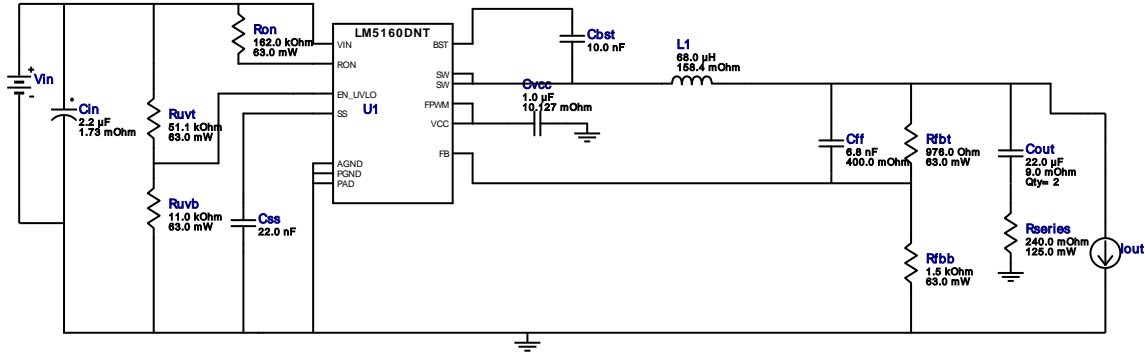 Vin
Cin
2.2 µF
1.73 mOhm
Ruvt
51.1 kOhm
63.0 mW
Ruvb
11.0 kOhm
63.0 mW
Ron
162.0 kOhm
63.0 mW
Css
22.0 nF
LM5160DNT
U1
VIN
RON
EN_UVLO
SS
AGND
PGND
PAD
BST
SW
SW
FPWM
VCC
FB
Cbst
10.0 nF
Cvcc
1.0 µF
10.127 mOhm
L1
68.0 µH
158.4 mOhm
Cff
6.8 nF
400.0 mOhm
Rfbt
976.0 Ohm
63.0 mW
Rfbb
1.5 kOhm
63.0 mW
Cout
22.0 µF
9.0 mOhm
Qty= 2
Rseries
240.0 mOhm
125.0 mW
Iout